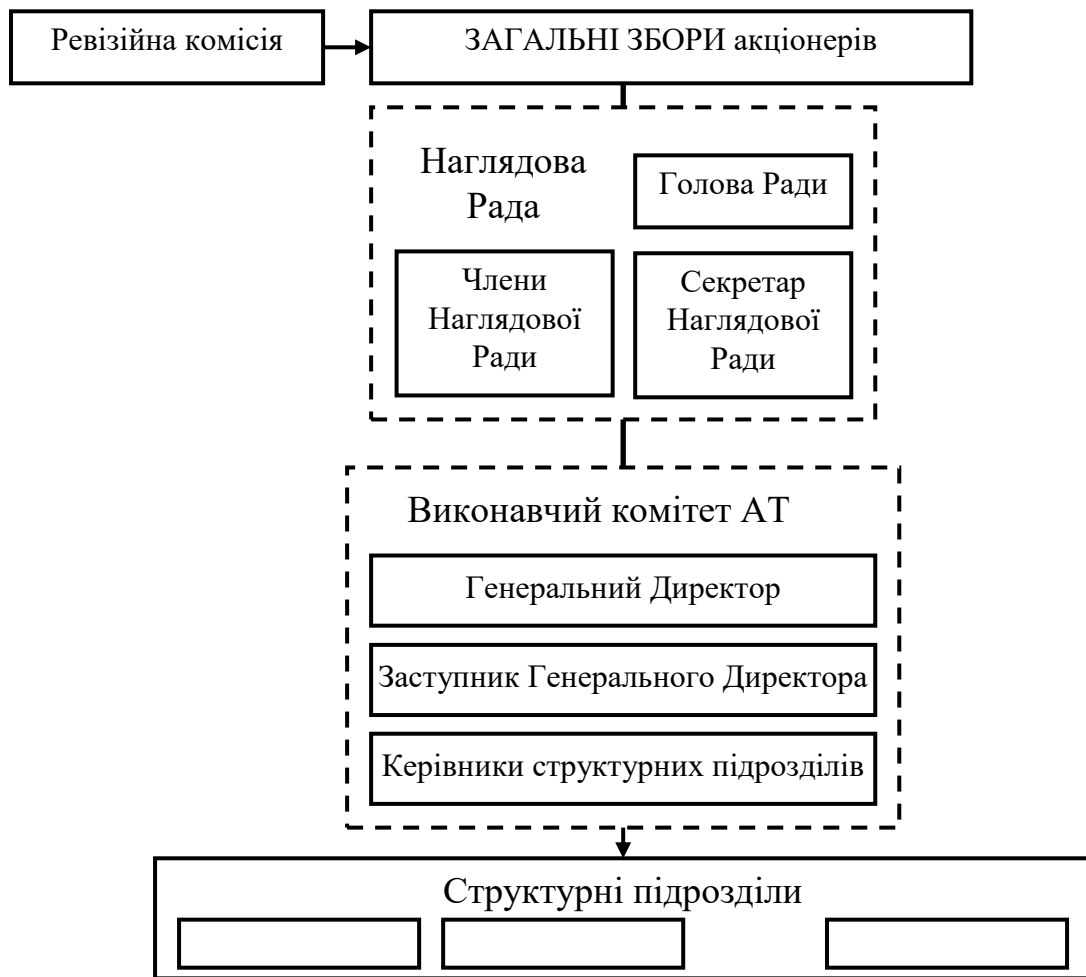 Ревізійна комісія
ЗАГАЛЬНІ ЗБОРИ акціонерів
Наглядова
Рада
Голова Ради
Члени
Наглядової
Ради
Секретар
Наглядової
Ради
Виконавчий комітет АТ
Генеральний Директор
Заступник Генерального Директора
Керівники структурних підрозділів
Структурні підрозділи